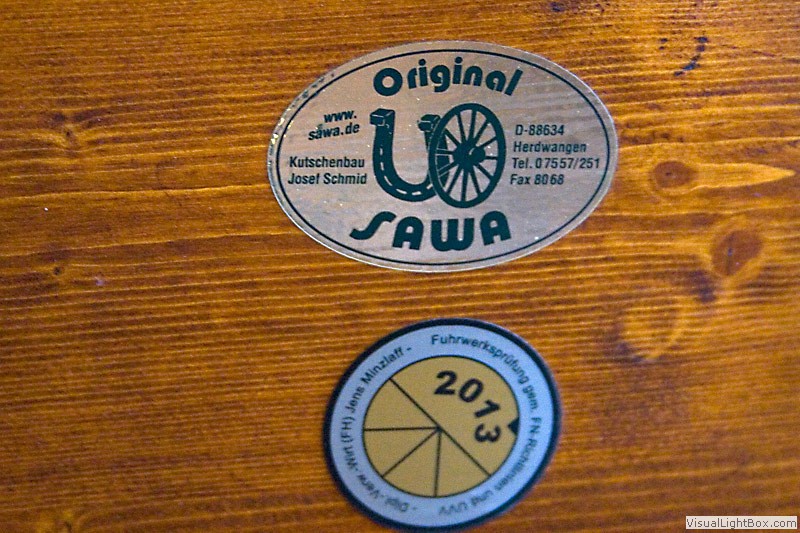 Original
www.
sawa.de
Kutschenbau
Josef Schmid
D-88634
Herdwangen
Tel. 07557/251
Fax 8068
SAWA
Fuhrwerksprüfung gem. FN-Richtlinien und UVV
- Dipl.-Verw.-Wirt (FH) Jens Minzlaff -
2013
VisualLightBox.com